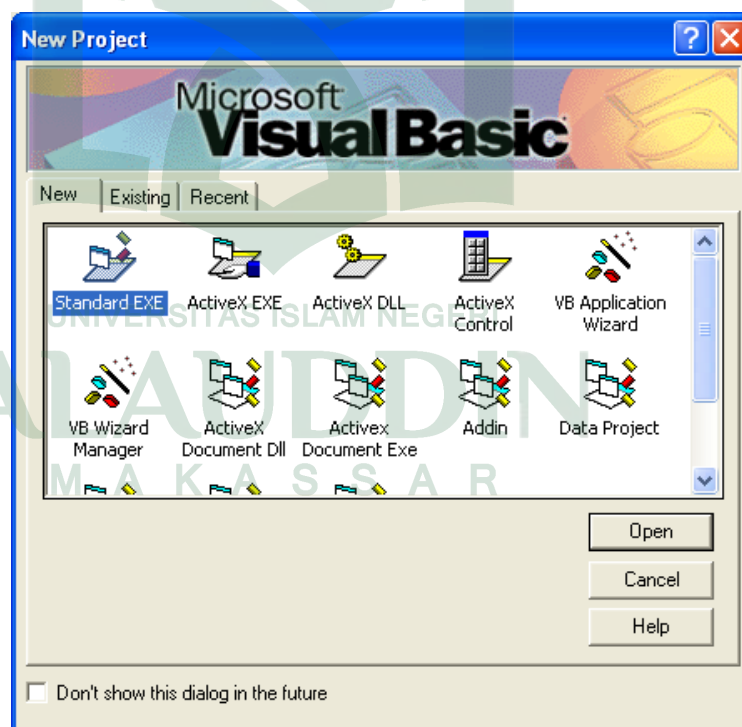 New Project
Microsoft
Visual Basic
New Existing Recent
Standard EXE ActiveX EXE ActiveX DLL ActiveX Control VB Application Wizard
UNIVERSITAS ISLAM NEGERI
ALAUDDIN
VB Wizard Manager ActiveX Document Dll Activex Document Exe Addin Data Project
MAKASSAR
Open
Cancel
Help
Don't show this dialog in the future